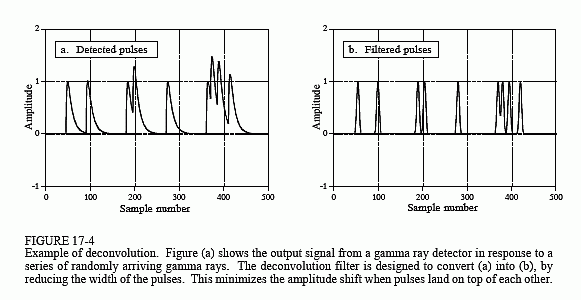 a. Detected pulses
2
1
0
-1
Amplitude
0 100 200 300 400 500
Sample number
b. Filtered pulses
2
1
0
-1
Amplitude
0 100 200 300 400 500
Sample number
FIGURE 17-4
Example of deconvolution. Figure (a) shows the output signal from a gamma ray detector in response to a
series of randomly arriving gamma rays. The deconvolution filter is designed to convert (a) into (b), by
reducing the width of the pulses. This minimizes the amplitude shift when pulses land on top of each other.